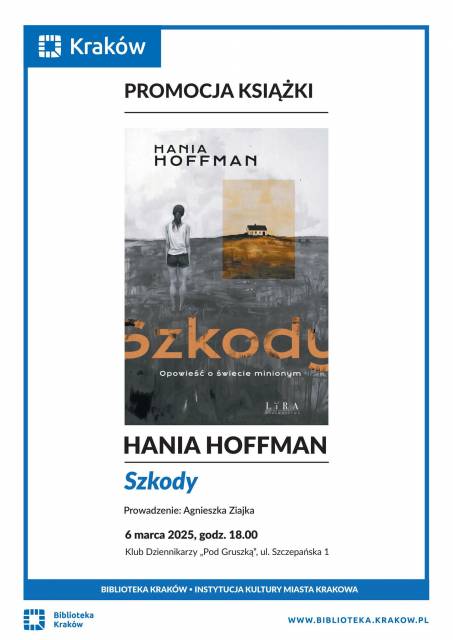 Kraków
PROMOCJA KSIĄŻKI
HANIA
HOFFMAN
Szkody
Opowieść o świecie minionym
LIRA
HANIA HOFFMAN
Szkody
Prowadzenie: Agnieszka Ziajka
6 marca 2025, godz. 18.00
Klub Dziennikarzy „Pod Gruszką”, ul. Szczepańska 1
BIBLIOTEKA KRAKÓW • INSTYTUCJA KULTURY MIASTA KRAKOWA
Biblioteka
Kraków
WWW.BIBLIOTEKA.KRAKOW.PL